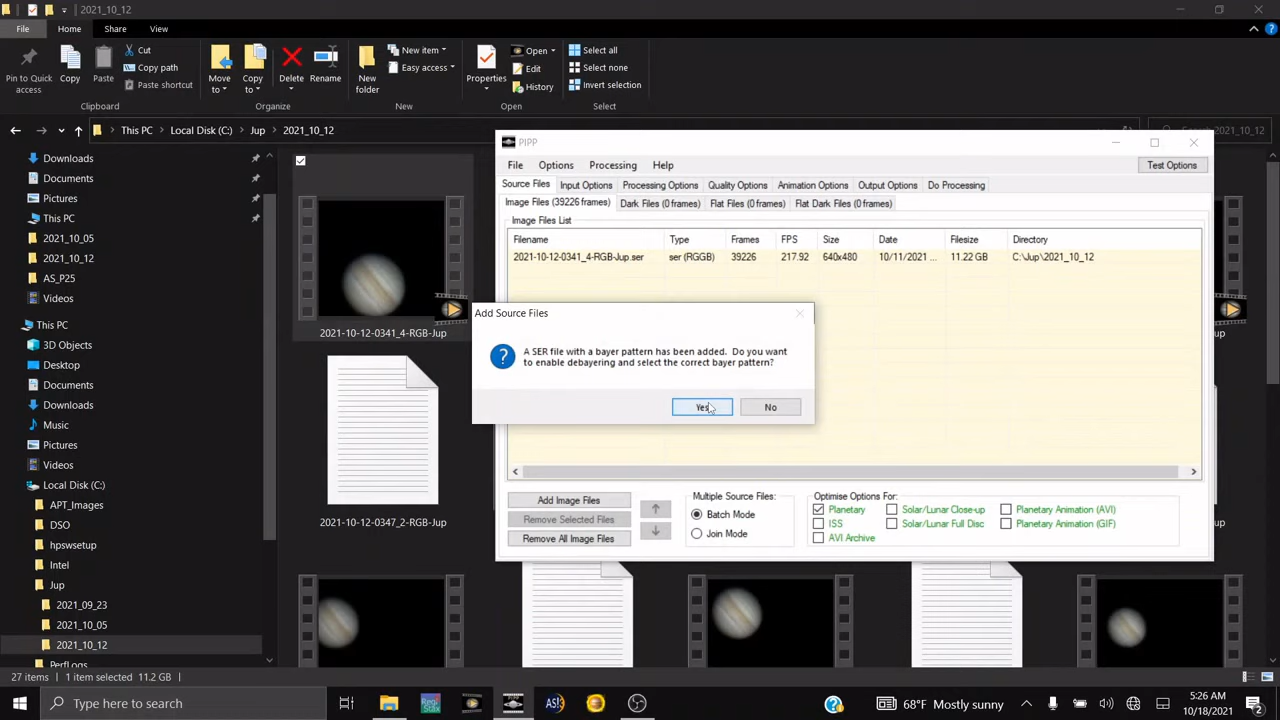 2021_10_12
File
Home
Share
View
Pin to Quick access
Copy
Paste
Cut
Copy path
Paste shortcut
Clipboard
Move to
Copy to
Delete
Rename
Organize
New folder
New item
Easy access
New
Properties
Open
Edit
History
Open
Select all
Select none
Invert selection
Select
This PC > Local Disk (C:) > Jup > 2021_10_12
Search 2021_10_12
Downloads
Documents
Pictures
This PC
2021_10_05
2021_10_12
AS_P25
Videos
This PC
3D Objects
Desktop
Documents
Downloads
Music
Pictures
Videos
Local Disk (C:)
APT_Images
DSO
hpswsetup
Intel
Jup
2021_09_23
2021_10_05
2021_10_12
PerfLogs
2021-10-12-0341_4-RGB-Jup
2021-10-12-0347_2-RGB-Jup
PIPP
File Options Processing Help
Test Options
Source Files Input Options Processing Options Quality Options Animation Options Output Options Do Processing
Image Files (39226 frames) Dark Files (0 frames) Flat Files (0 frames) Flat Dark Files (0 frames)
Image Files List
Filename Type Frames FPS Size Date Filesize Directory
2021-10-12-0341_4-RGB-Jup.ser ser (RGGB) 39226 217.92 640x480 10/11/2021 ... 11.22 GB C:\Jup\2021_10_12
Add Source Files
A SER file with a bayer pattern has been added. Do you want
to enable debayering and select the correct bayer pattern?
Yes
No
Add Image Files
Remove Selected Files
Remove All Image Files
Multiple Source Files:
Batch Mode
Join Mode
Optimise Options For:
Planetary Solar/Lunar Close-up Planetary Animation (AVI)
ISS Solar/Lunar Full Disc Planetary Animation (GIF)
AVI Archive
27 items 1 item selected 11.2 GB
Type here to search
68°F Mostly sunny
5:26 AM
10/18/2021
2